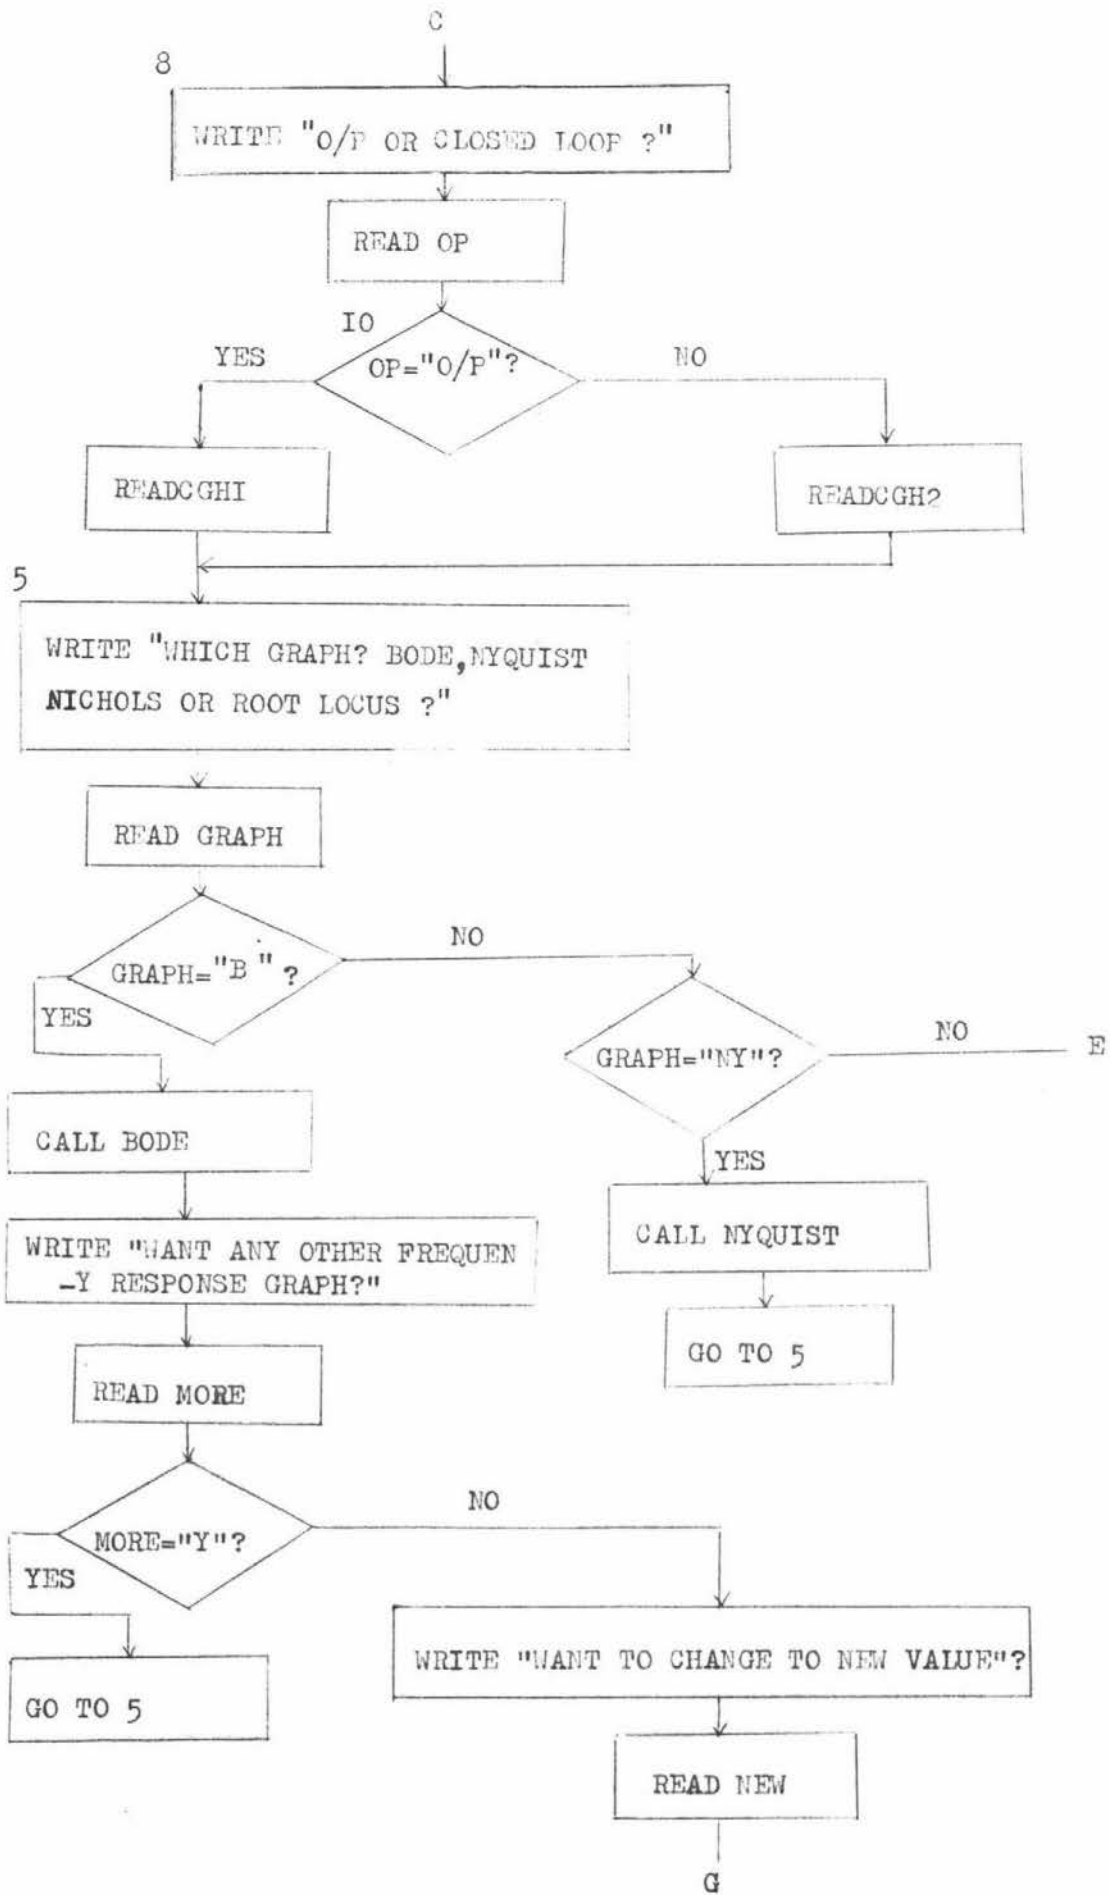 C
8
WRITE "O/P OR CLOSED LOOP ?"
READ OP
IO
YES
OP="O/P"?
NO
READCGHI
READCGH2
5
WRITE "WHICH GRAPH? BODE,NYQUIST
NICHOLS OR ROOT LOCUS ?"
READ GRAPH
GRAPH="B" ?
NO
YES
GRAPH="NY"?
NO
E
CALL BODE
YES
CALL NYQUIST
WRITE "WANT ANY OTHER FREQUEN
-Y RESPONSE GRAPH?"
GO TO 5
READ MORE
MORE="Y"?
NO
YES
WRITE "WANT TO CHANGE TO NEW VALUE"?
GO TO 5
READ NEW
G